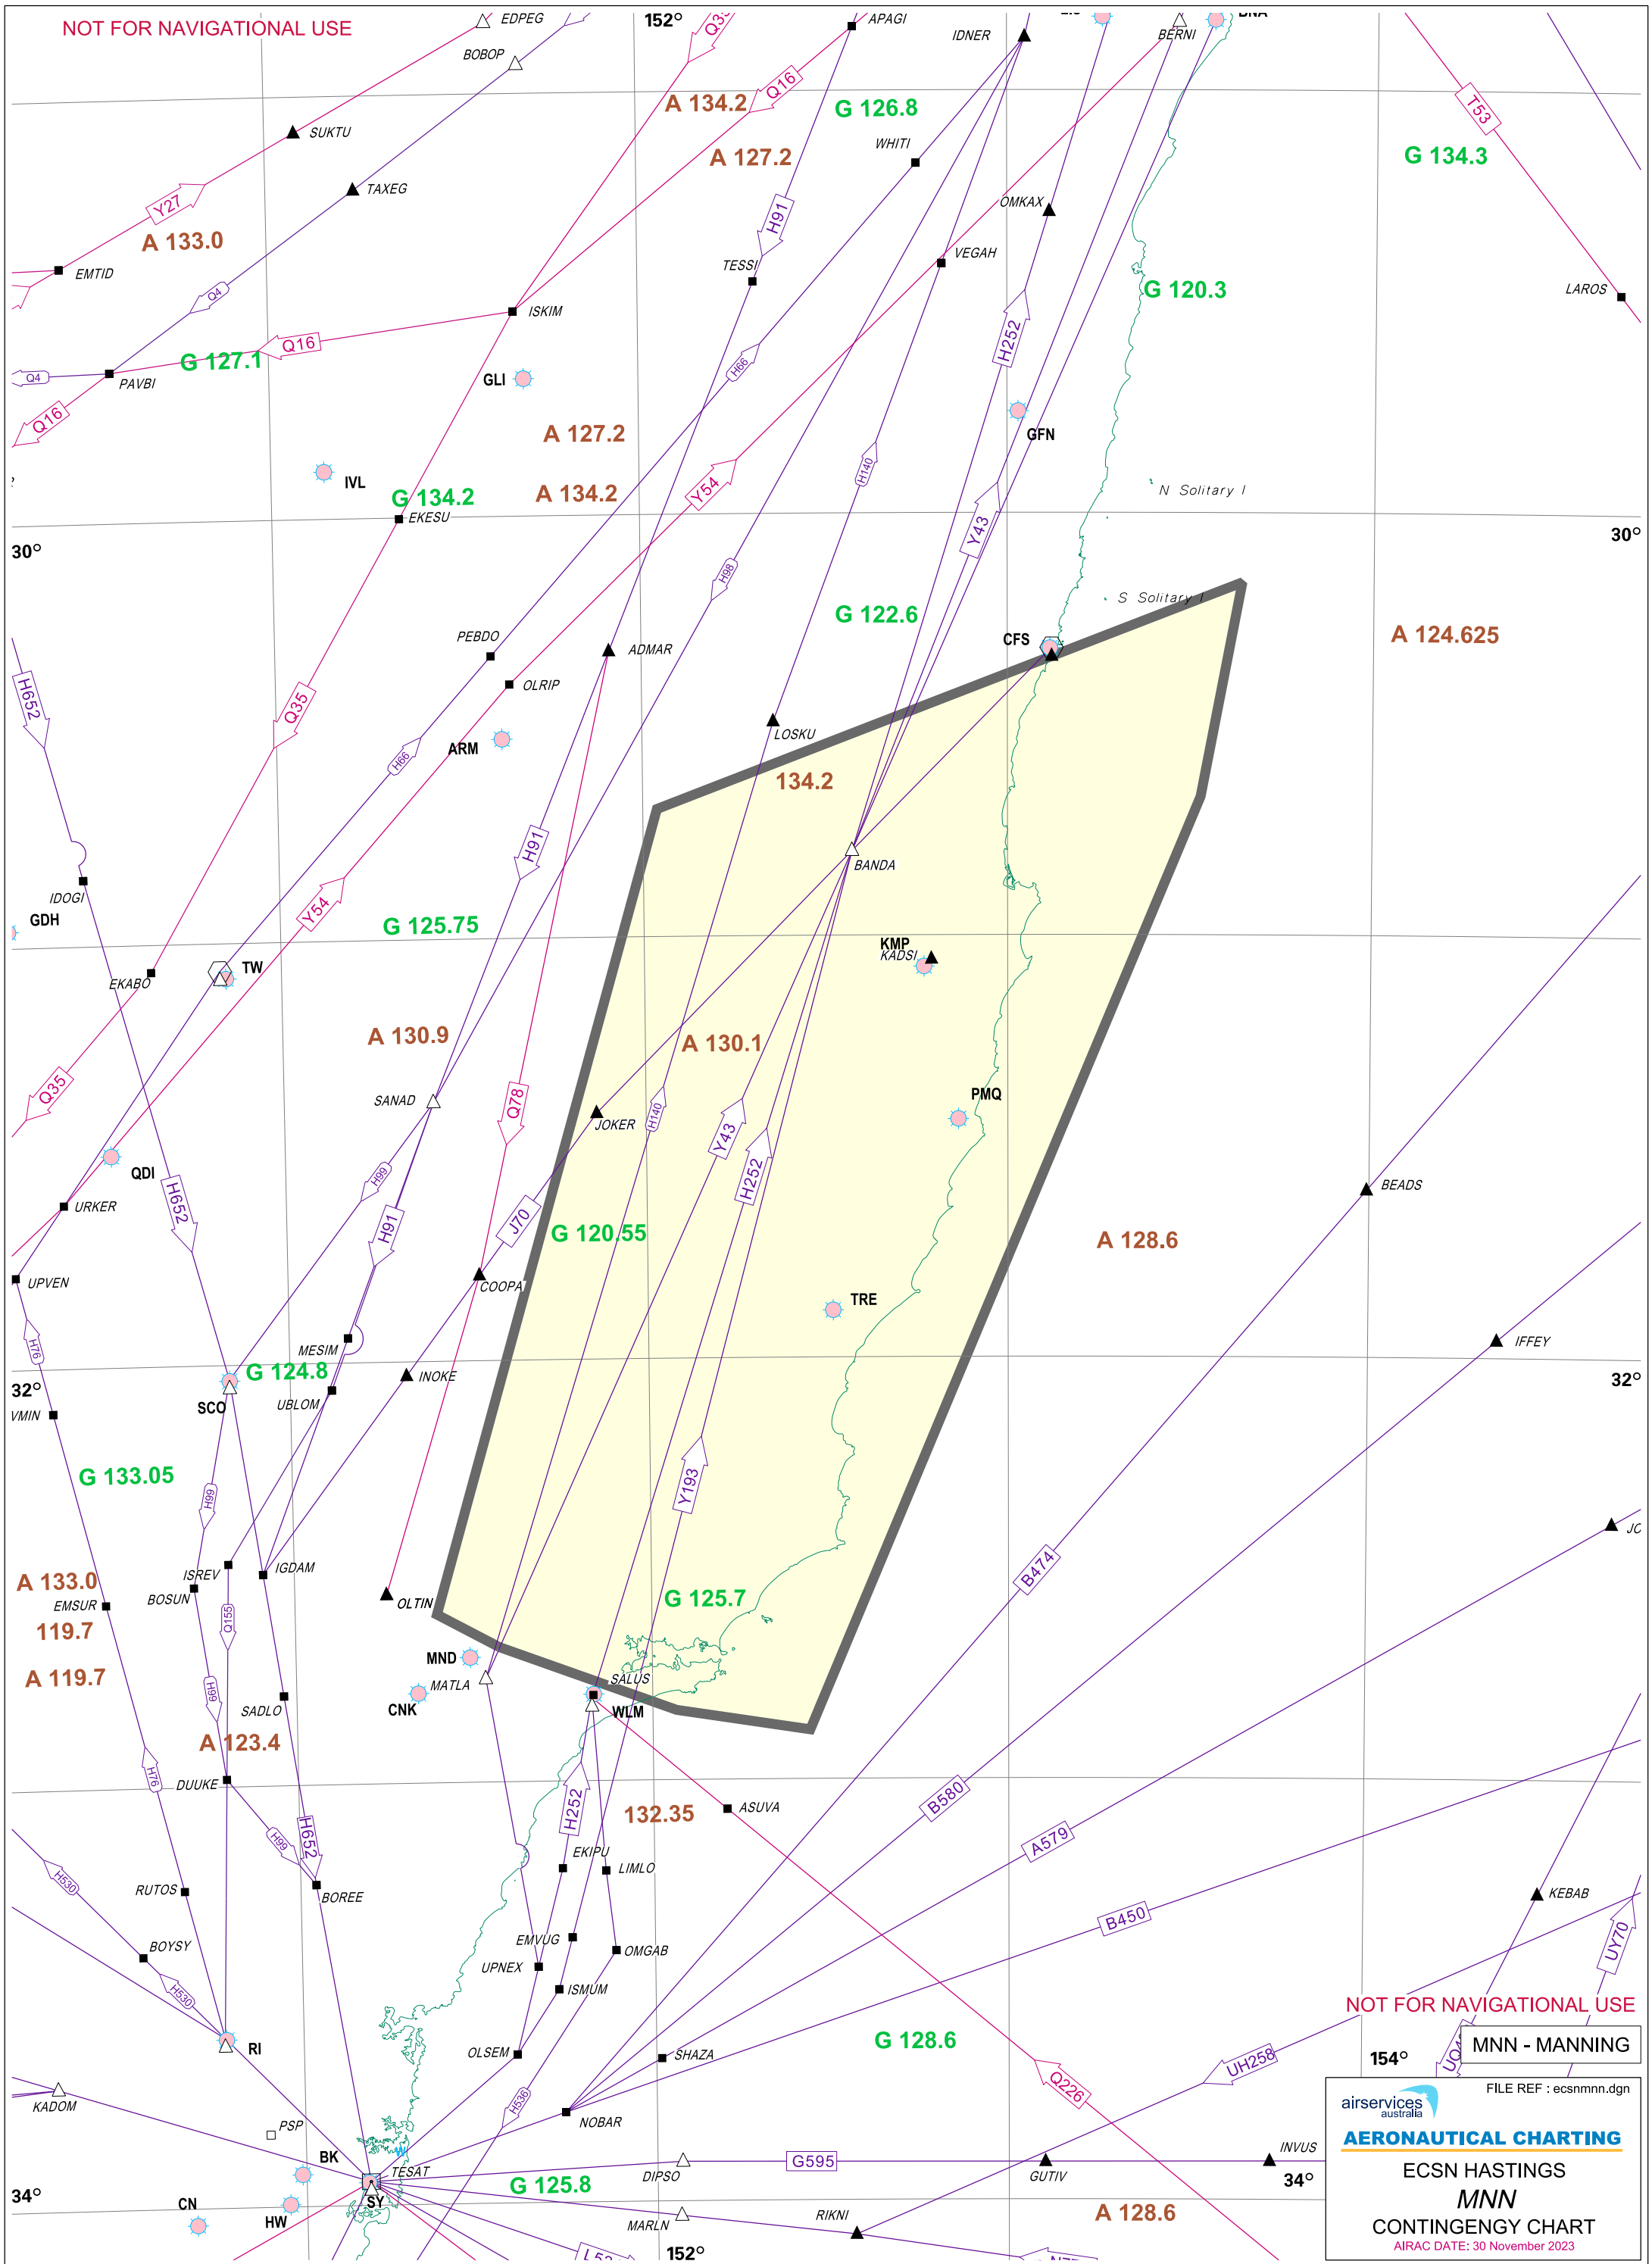 NOT FOR NAVIGATIONAL USE
EDPEG
BOBOP
152°
APAGI
IDNER
BERNI
Q16
A 134.2
G 126.8
A 127.2
WHITI
T53
G 134.3
SUKTU
TAXEG
Y27
A 133.0
EMTID
H91
OMKAX
TESSI
VEGAH
G 120.3
LAROS
Q4
ISKIM
Q16
G 127.1
Q4
PAVBI
H252
H66
GLI
Q16
GFN
A 127.2
IVL
H140
G 134.2
A 134.2
Y54
N Solitary I
EKESU
Y43
30°
30°
H98
S Solitary I
G 122.6
CFS
A 124.625
PEBDO
ADMAR
OLRIP
H652
Q35
LOSKU
ARM
H66
134.2
H91
BANDA
IDOGI
GDH
Y54
G 125.75
KMP
KADSI
TW
EKABO
A 130.9
A 130.1
Q35
SANAD
Q78
H140
JOKER
PMQ
Y43
QDI
H99
H252
BEADS
URKER
H652
H91
J70
G 120.55
A 128.6
UPVEN
COOPA
TRE
H76
MESIM
IFFEY
G 124.8
INOKE
32°
32°
SCO
UBLOM
VMIN
G 133.05
Y193
H99
JC
A 133.0
ISREV
IGDAM
BOSUN
B474
EMSUR
OLTIN
G 125.7
119.7
Q155
A 119.7
MND
MATLA
SALUS
H99
CNK
WLM
SADLO
A 123.4
H76
DUUKE
132.35
ASUVA
B580
H252
H652
H99
A579
EKIPU
LIMLO
H530
RUTOS
BOREE
KEBAB
B450
EMVUG
OMGAB
BOYSY
UPNEX
UY70
H530
ISMUM
NOT FOR NAVIGATIONAL USE
G 128.6
RI
OLSEM
SHAZA
MNN - MANNING
154°
UH258
Q226
H536
KADOM
NOBAR
FILE REF : ecsnmnn.dgn
airservices
australia
PSP
AERONAUTICAL CHARTING
BK
TESAT
DIPSO
G595
GUTIV
INVUS
G 125.8
34°
ECSN HASTINGS
34°
CN
SY
MNN
HW
MARLN
RIKNI
A 128.6
CONTINGENGY CHART
152°
AIRAC DATE: 30 November 2023